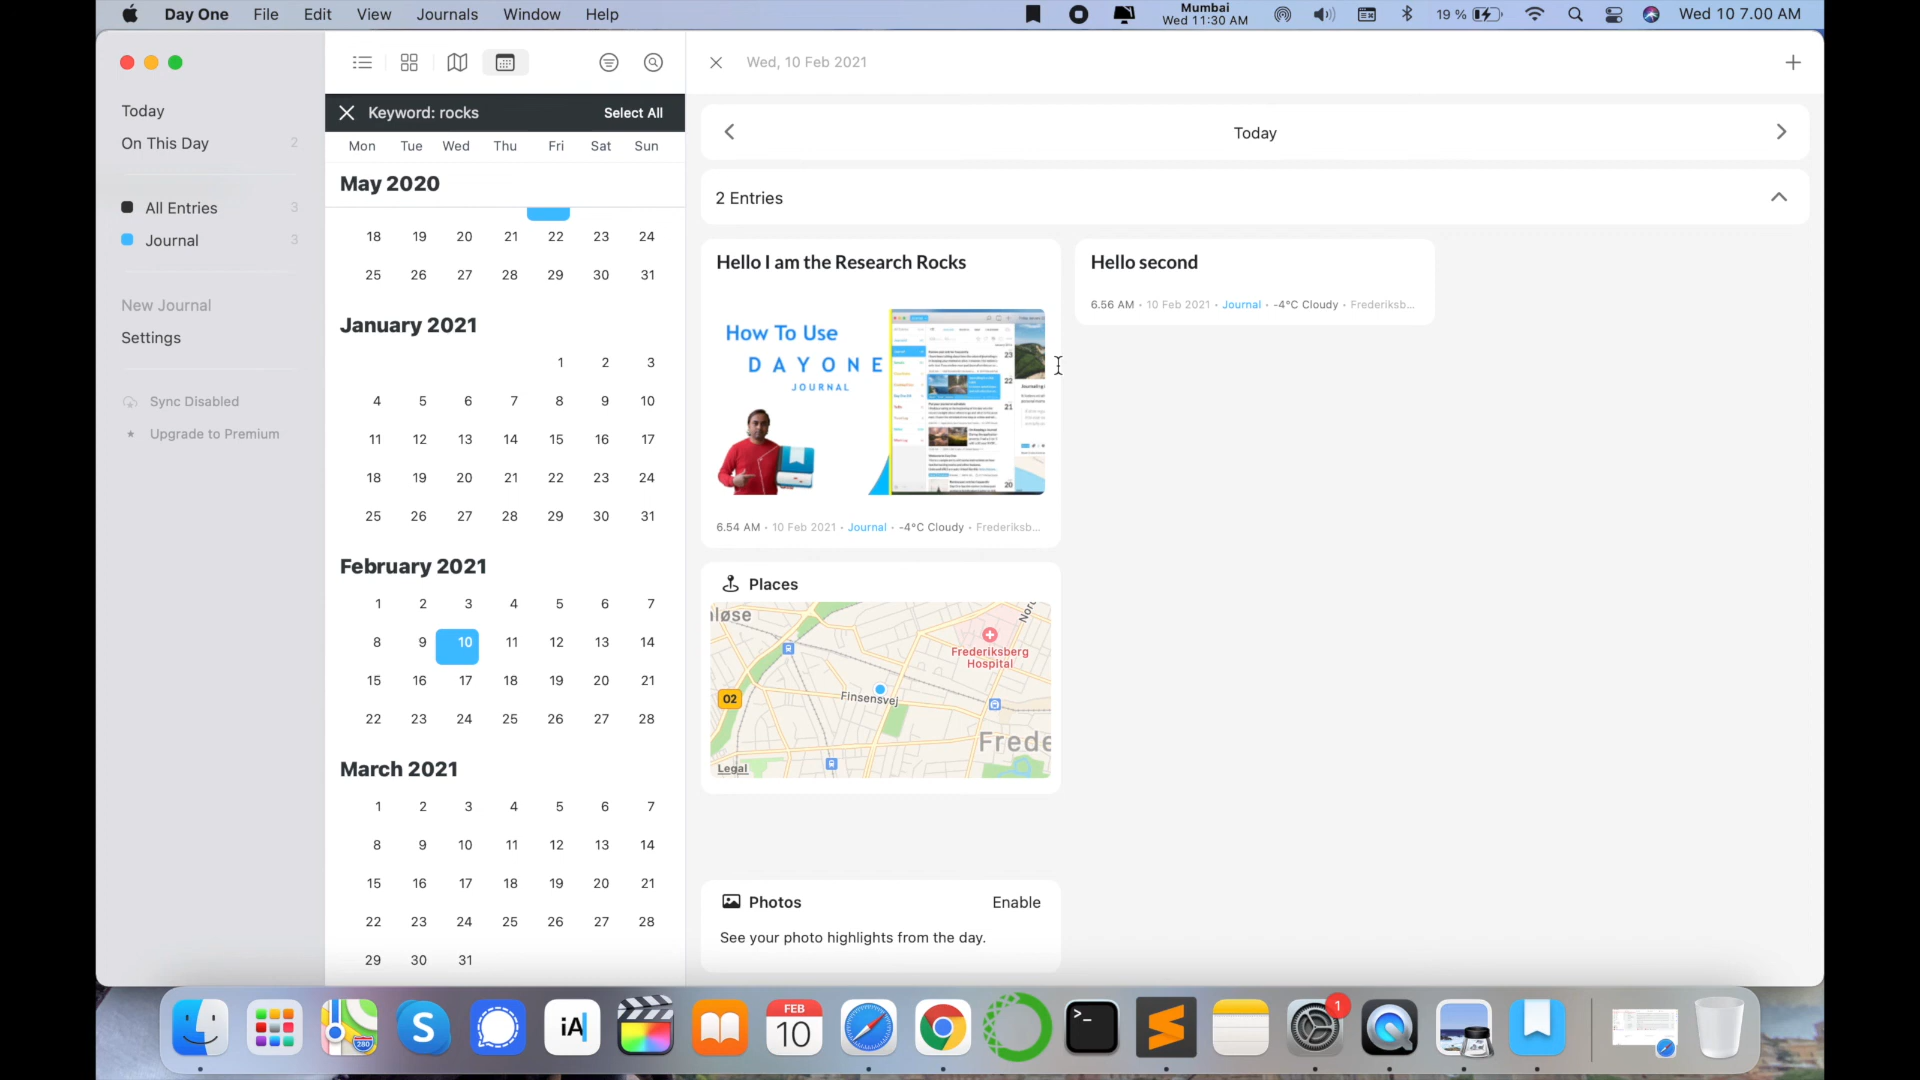 Day One File Edit View Journals Window Help
Mumbai
Wed 11:30 AM
19 %
Wed 10 7.00 AM
Today
On This Day 2
All Entries 3
Journal 3
New Journal
Settings
Sync Disabled
Upgrade to Premium
Keyword: rocks Select All
Mon Tue Wed Thu Fri Sat Sun
May 2020
18 19 20 21 22 23 24
25 26 27 28 29 30 31
January 2021
1 2 3
4 5 6 7 8 9 10
11 12 13 14 15 16 17
18 19 20 21 22 23 24
25 26 27 28 29 30 31
February 2021
1 2 3 4 5 6 7
8 9 10 11 12 13 14
15 16 17 18 19 20 21
22 23 24 25 26 27 28
March 2021
1 2 3 4 5 6 7
8 9 10 11 12 13 14
15 16 17 18 19 20 21
22 23 24 25 26 27 28
29 30 31
Wed, 10 Feb 2021
Today
2 Entries
Hello I am the Research Rocks
How To Use
DAYONE
JOURNAL
23
22
21
20
6.54 AM · 10 Feb 2021 · Journal · -4°C Cloudy · Frederiksb...
Hello second
6.56 AM · 10 Feb 2021 · Journal · -4°C Cloudy · Frederiksb...
Places
nløse
Nor
Frederiksberg
Hospital
O2
Finsensvej
Frede
Legal
Photos Enable
See your photo highlights from the day.
280
S
iA
FEB
10
>_
1